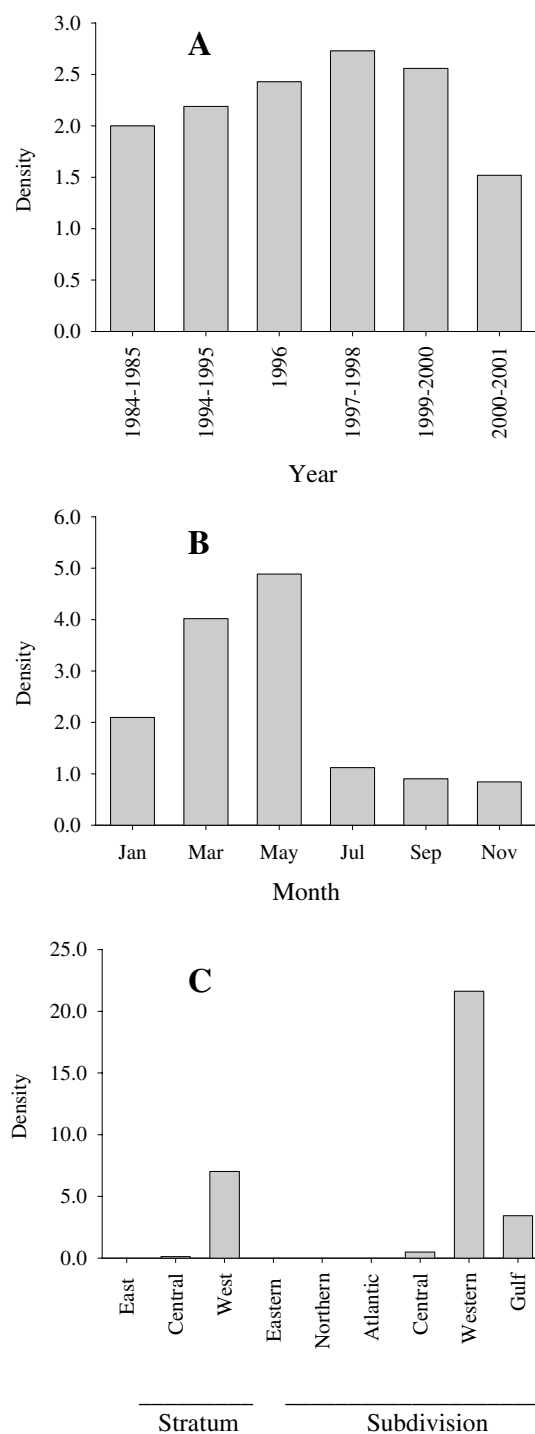 A
Density
3.0
2.5
2.0
1.5
1.0
0.5
0.0
1984-1985
1994-1995
1996
1997-1998
1999-2000
2000-2001
Year
B
Density
6.0
5.0
4.0
3.0
2.0
1.0
0.0
Jan Mar May Jul Sep Nov
Month
C
Density
25.0
20.0
15.0
10.0
5.0
0.0
East
Central
West
Eastern
Northern
Atlantic
Central
Western
Gulf
Stratum Subdivision